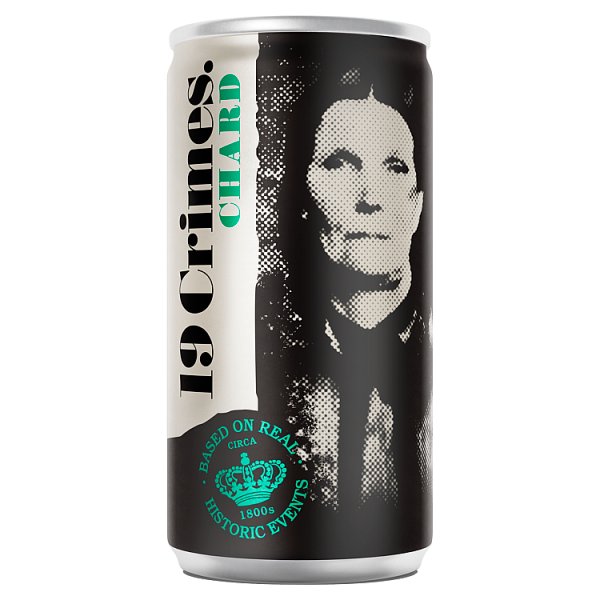 19 Crimes.
CHARD
· BASED ON REAL ·
CIRCA
1800s
HISTORIC EVENTS